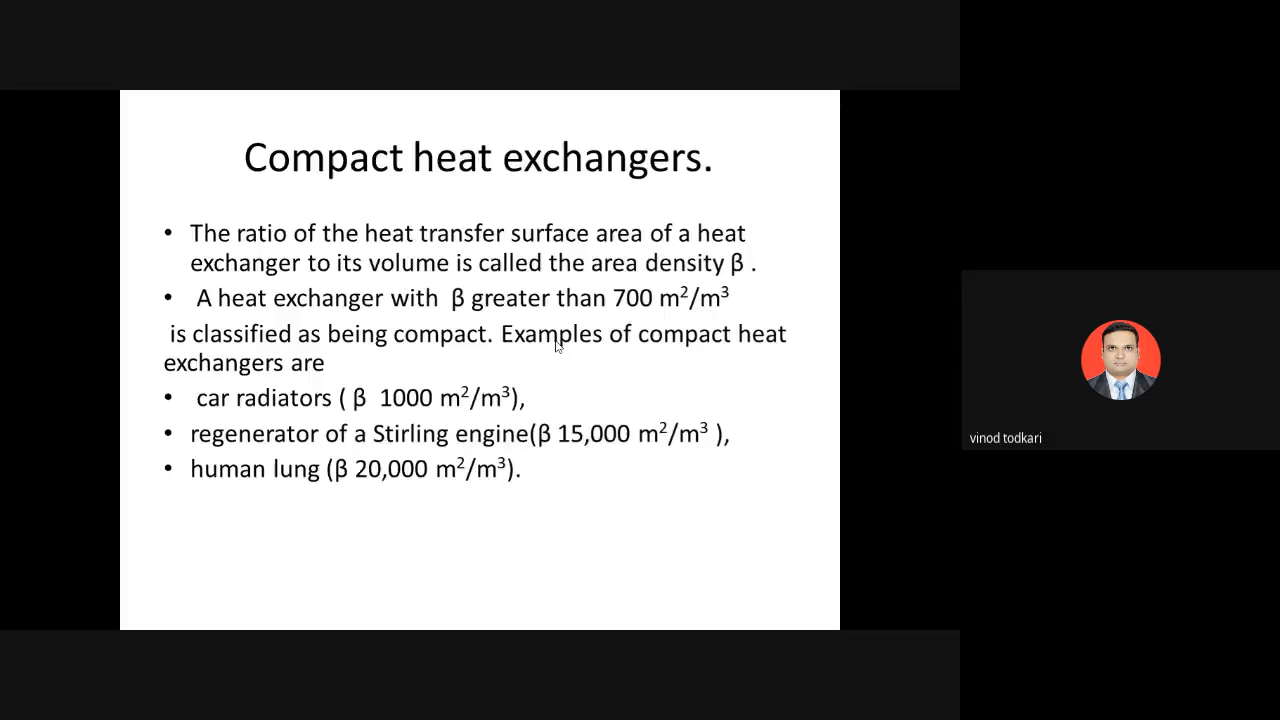 Compact heat exchangers.
• The ratio of the heat transfer surface area of a heat
exchanger to its volume is called the area density β .
• A heat exchanger with β greater than 700 m²/m³
is classified as being compact. Examples of compact heat
exchangers are
• car radiators ( β 1000 m²/m³),
• regenerator of a Stirling engine(β 15,000 m²/m³ ),
• human lung (β 20,000 m²/m³).
vinod todkari